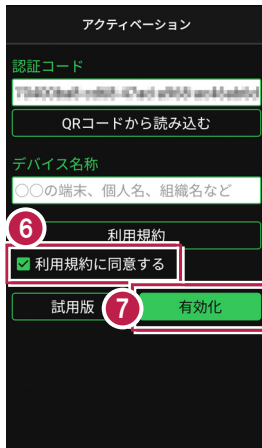 アクティベーション
認証コード
QRコードから読み込む
デバイス名称
○○の端末、個人名、組織名など
6
利用規約
利用規約に同意する
試用版
7
有効化